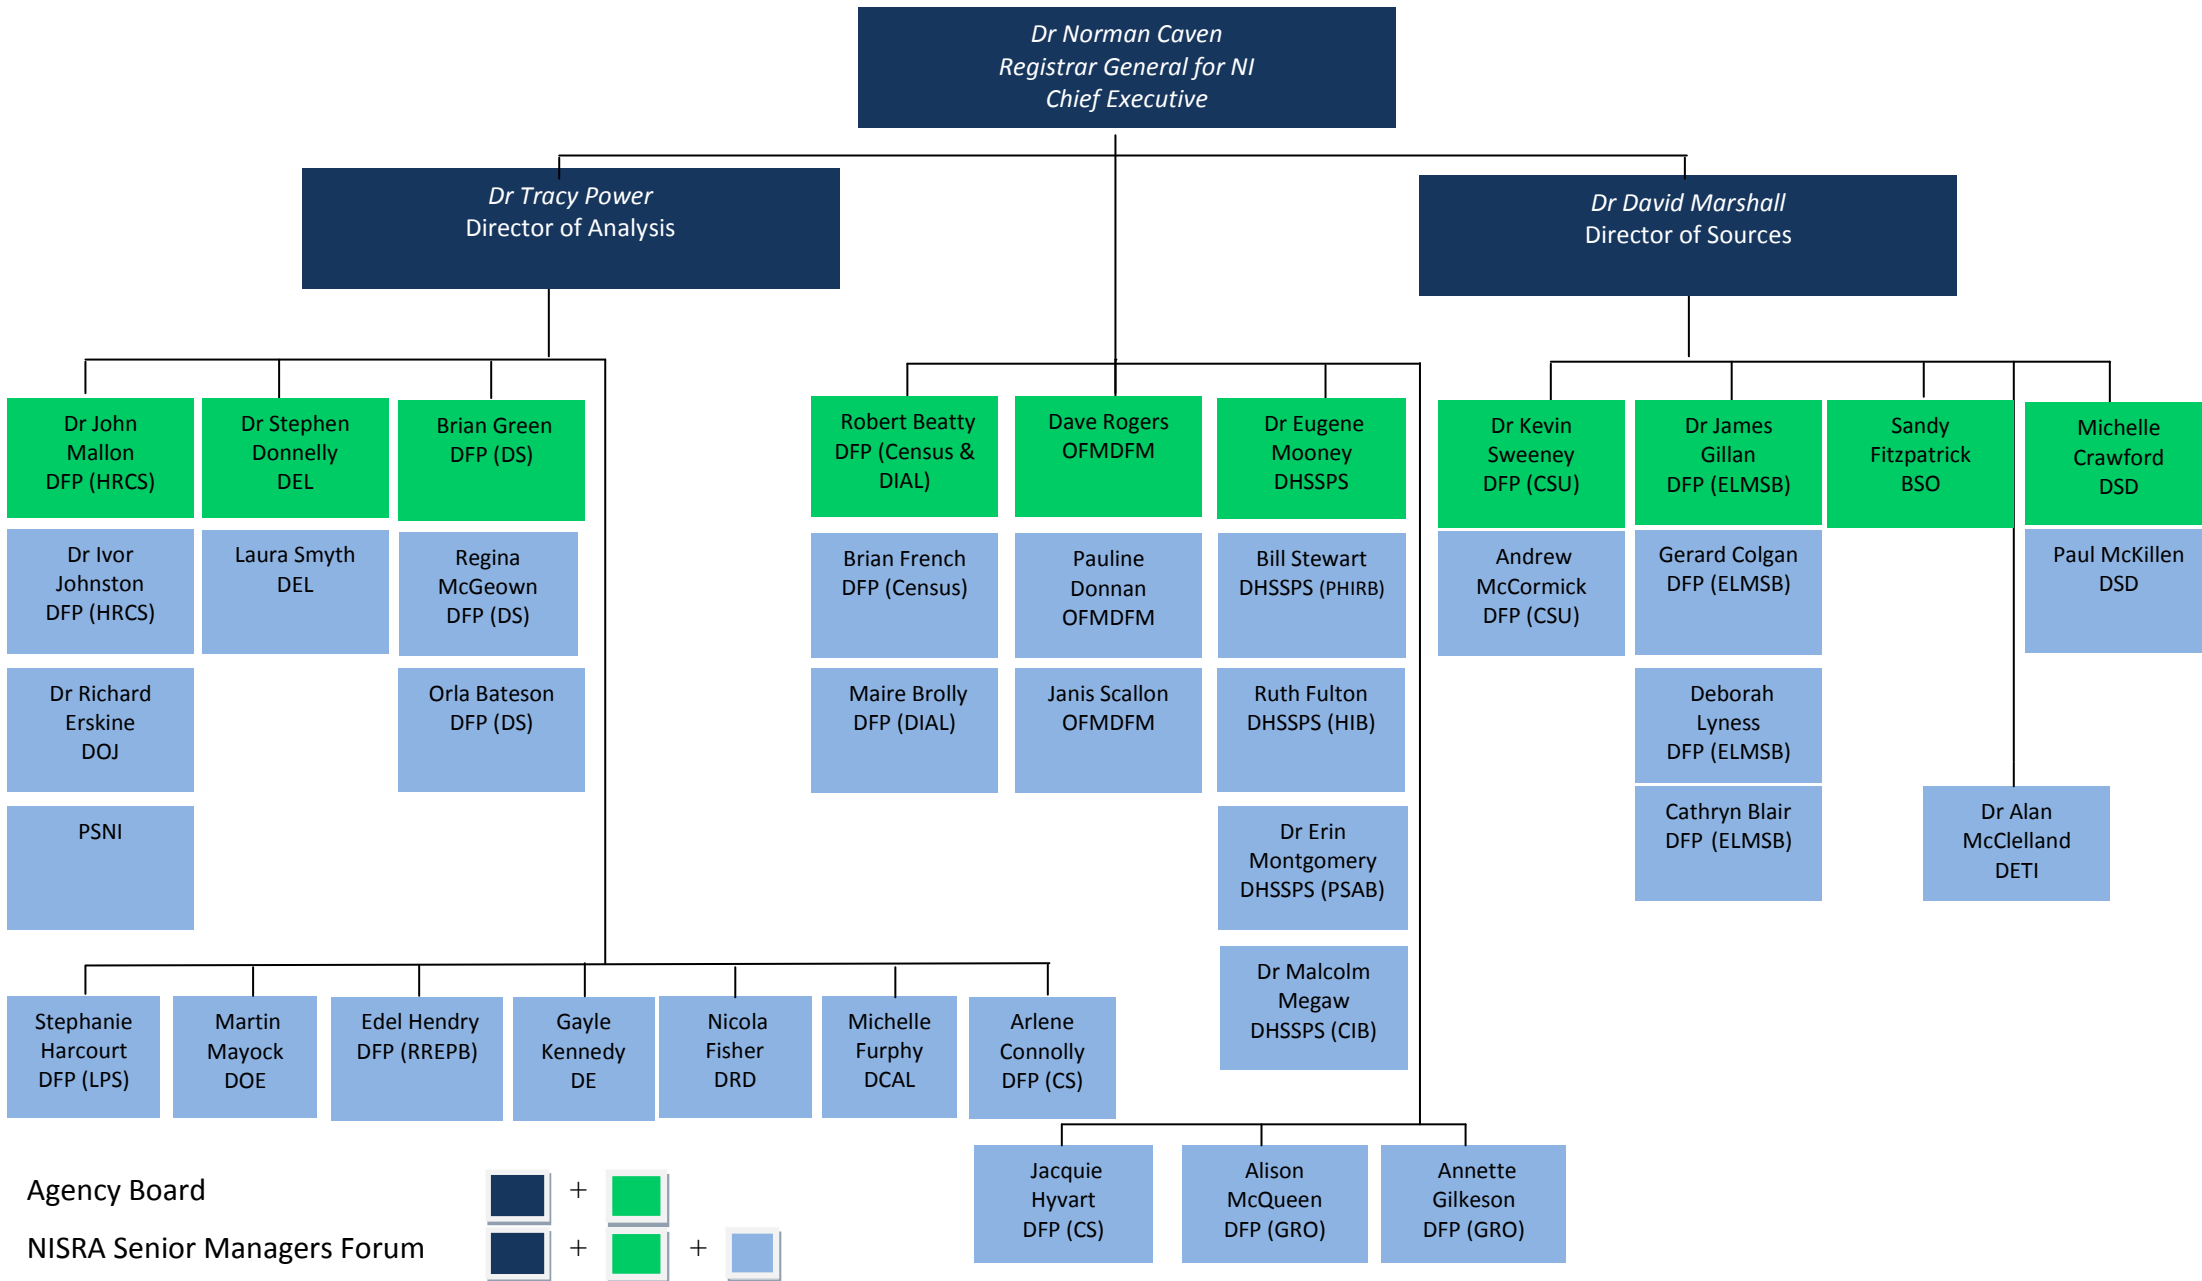 Dr Norman Caven
Registrar General for NI
Chief Executive
Dr Tracy Power
Director of Analysis
Dr David Marshall
Director of Sources
Dr John
Mallon
DFP (HRCS)
Dr Stephen
Donnelly
DEL
Brian Green
DFP (DS)
Robert Beatty
DFP (Census &
DIAL)
Dave Rogers
OFMDFM
Dr Eugene
Mooney
DHSSPS
Dr Kevin
Sweeney
DFP (CSU)
Dr James
Gillan
DFP (ELMSB)
Sandy
Fitzpatrick
BSO
Michelle
Crawford
DSD
Dr Ivor
Johnston
DFP (HRCS)
Laura Smyth
DEL
Regina
McGeown
DFP (DS)
Brian French
DFP (Census)
Pauline
Donnan
OFMDFM
Bill Stewart
DHSSPS (PHIRB)
Andrew
McCormick
DFP (CSU)
Gerard Colgan
DFP (ELMSB)
Paul McKillen
DSD
Dr Richard
Erskine
DOJ
Orla Bateson
DFP (DS)
Maire Brolly
DFP (DIAL)
Janis Scallon
OFMDFM
Ruth Fulton
DHSSPS (HIB)
Deborah
Lyness
DFP (ELMSB)
PSNI
Dr Erin
Montgomery
DHSSPS (PSAB)
Cathryn Blair
DFP (ELMSB)
Dr Alan
McClelland
DETI
Dr Malcolm
Megaw
DHSSPS (CIB)
Stephanie
Harcourt
DFP (LPS)
Martin
Mayock
DOE
Edel Hendry
DFP (RREPB)
Gayle
Kennedy
DE
Nicola
Fisher
DRD
Michelle
Furphy
DCAL
Arlene
Connolly
DFP (CS)
Jacquie
Hyvart
DFP (CS)
Alison
McQueen
DFP (GRO)
Annette
Gilkeson
DFP (GRO)
Agency Board + 
NISRA Senior Managers Forum + +